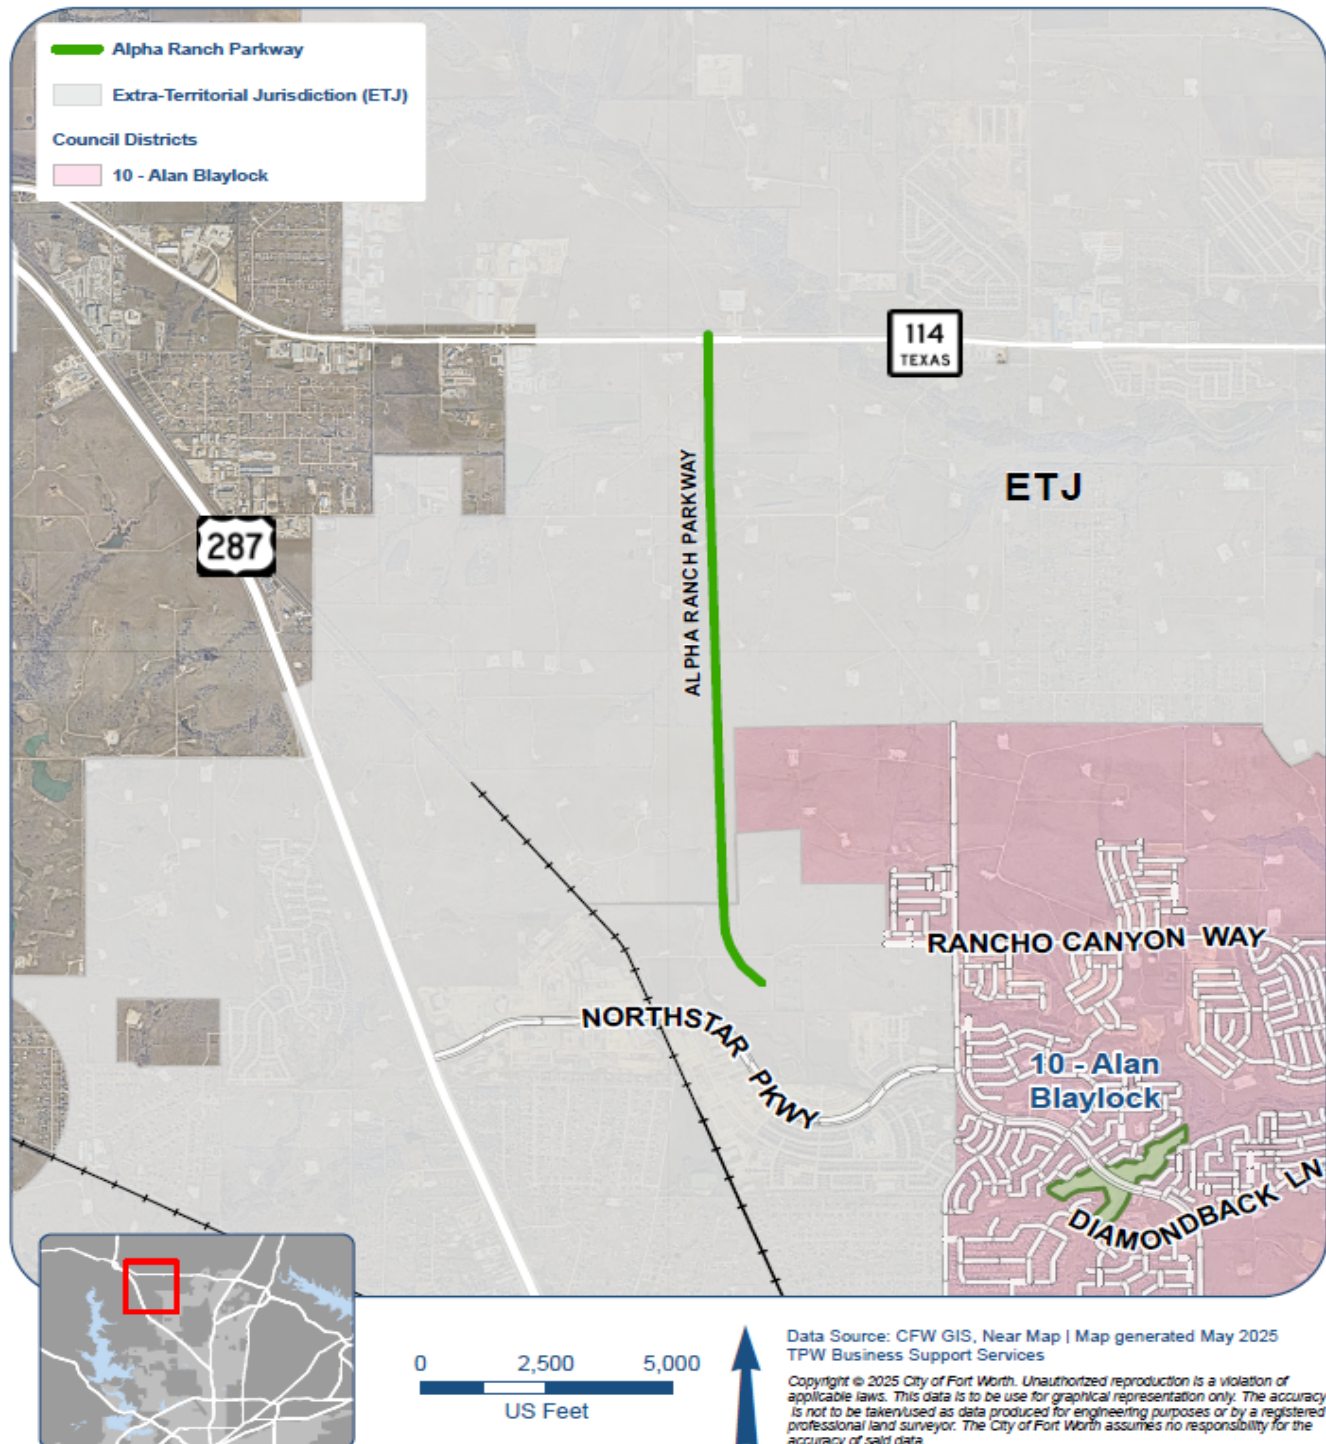 Alpha Ranch Parkway
Extra-Territorial Jurisdiction (ETJ)
Council Districts
10 - Alan Blaylock
114
TEXAS
ALPHA RANCH PARKWAY
ETJ
287
RANCHO CANYON WAY
NORTHSTAR PKWY
10 - Alan
Blaylock
DIAMONDBACK LN
0 2,500 5,000
US Feet
Data Source: CFW GIS, Near Map | Map generated May 2025
TPW Business Support Services
Copyright © 2025 City of Fort Worth. Unauthorized reproduction is a violation of
applicable laws. This data is to be use for graphical representation only. The accuracy
is not to be taken/used as data produced for engineering purposes or by a registered
professional land surveyor. The City of Fort Worth assumes no responsibility for the
accuracy of said data.